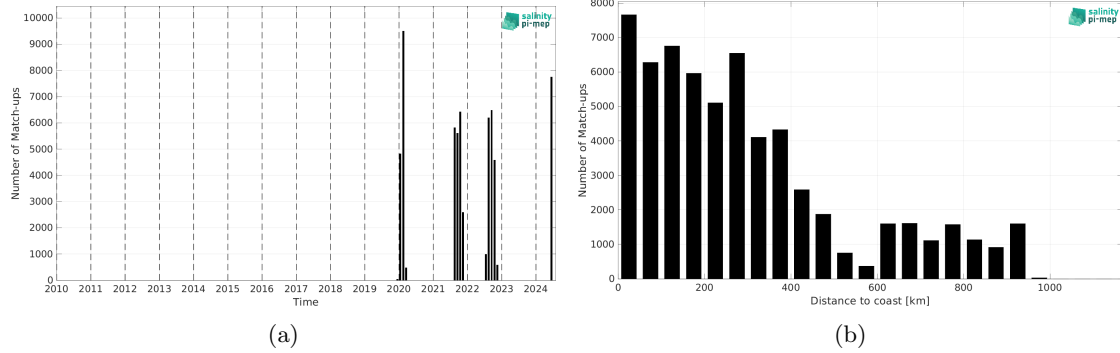 salinity
pi-mep
10000
9000
8000
7000
6000
5000
4000
3000
2000
1000
0
Number of Match-ups
2010 2011 2012 2013 2014 2015 2016 2017 2018 2019 2020 2021 2022 2023 2024
Time
(a)
salinity
pi-mep
8000
7000
6000
5000
4000
3000
2000
1000
0
Number of Match-ups
0 200 400 600 800 1000
Distance to coast [km]
(b)